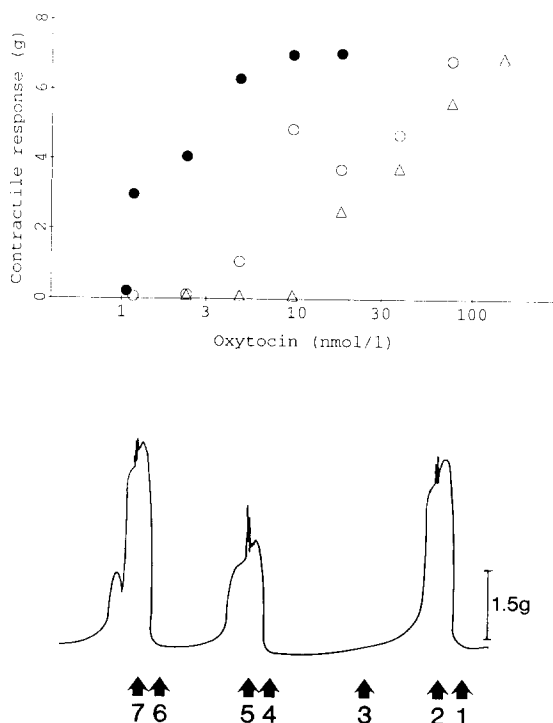 Contractile response (g)
8
6
4
2
0
1 3 10 30 100
Oxytocin (nmol/l)
1.5g
7 6 5 4 3 2 1